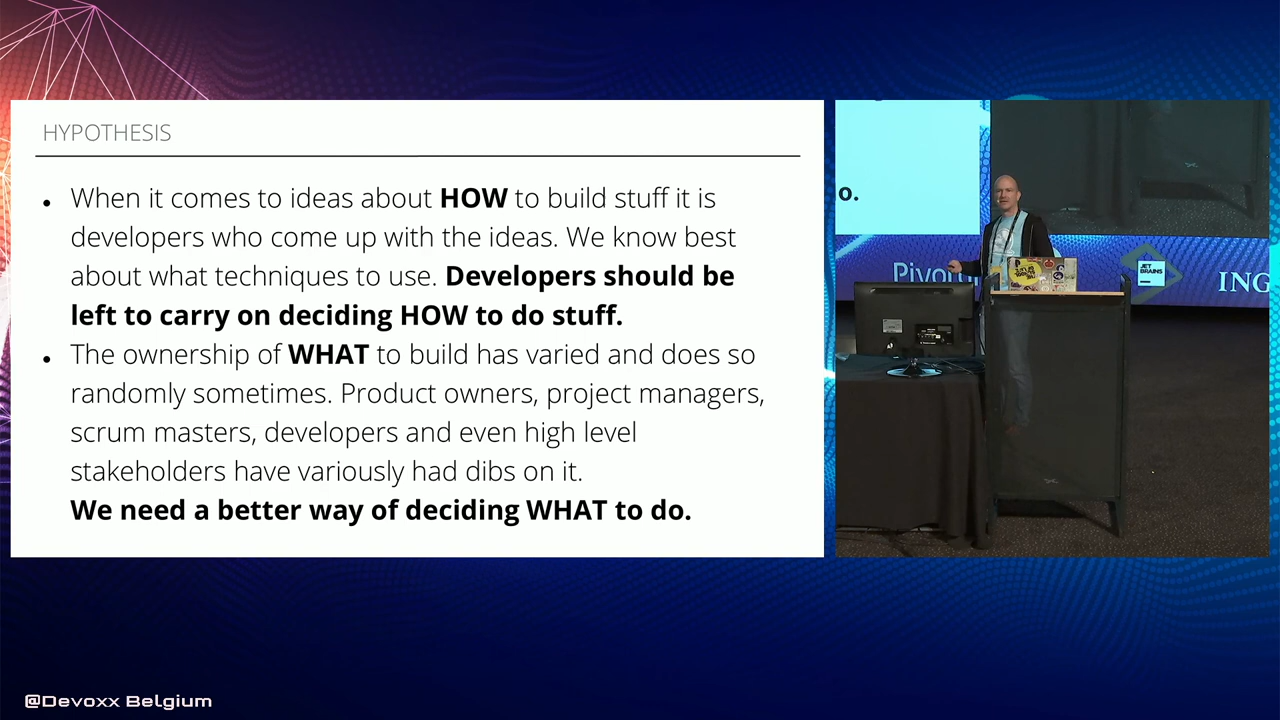 HYPOTHESIS
• When it comes to ideas about HOW to build stuff it is
developers who come up with the ideas. We know best
about what techniques to use. Developers should be
left to carry on deciding HOW to do stuff.
• The ownership of WHAT to build has varied and does so
randomly sometimes. Product owners, project managers,
scrum masters, developers and even high level
stakeholders have variously had dibs on it.
We need a better way of deciding WHAT to do.
o.
JET
BRAINS
ING
@Devoxx Belgium